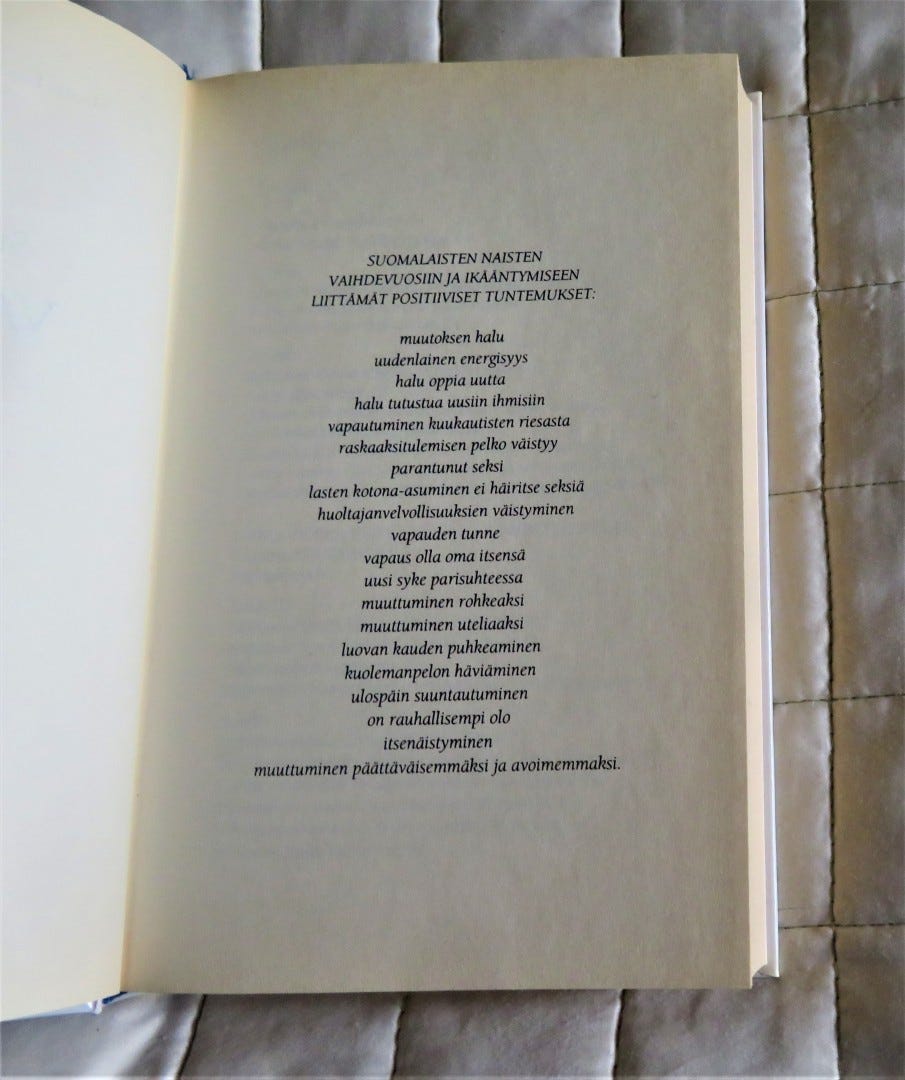 SUOMALAISTEN NAISTEN
VAIHDEVUOSIIN JA IKÄÄNTYMISEEN
LIITTÄMÄT POSITIIVISET TUNTEMUKSET:
muutoksen halu
uudenlainen energisyys
halu oppia uutta
halu tutustua uusiin ihmisiin
vapautuminen kuukautisten riesasta
raskaaksitulemisen pelko väistyy
parantunut seksi
lasten kotona-asuminen ei häiritse seksiä
huoltajanvelvollisuuksien väistyminen
vapauden tunne
vapaus olla oma itsensä
uusi syke parisuhteessa
muuttuminen rohkeaksi
muuttuminen uteliaaksi
luovan kauden puhkeaminen
kuolemanpelon häviäminen
ulospäin suuntautuminen
on rauhallisempi olo
itsenäistyminen
muuttuminen päättäväisemmäksi ja avoimemmaksi.